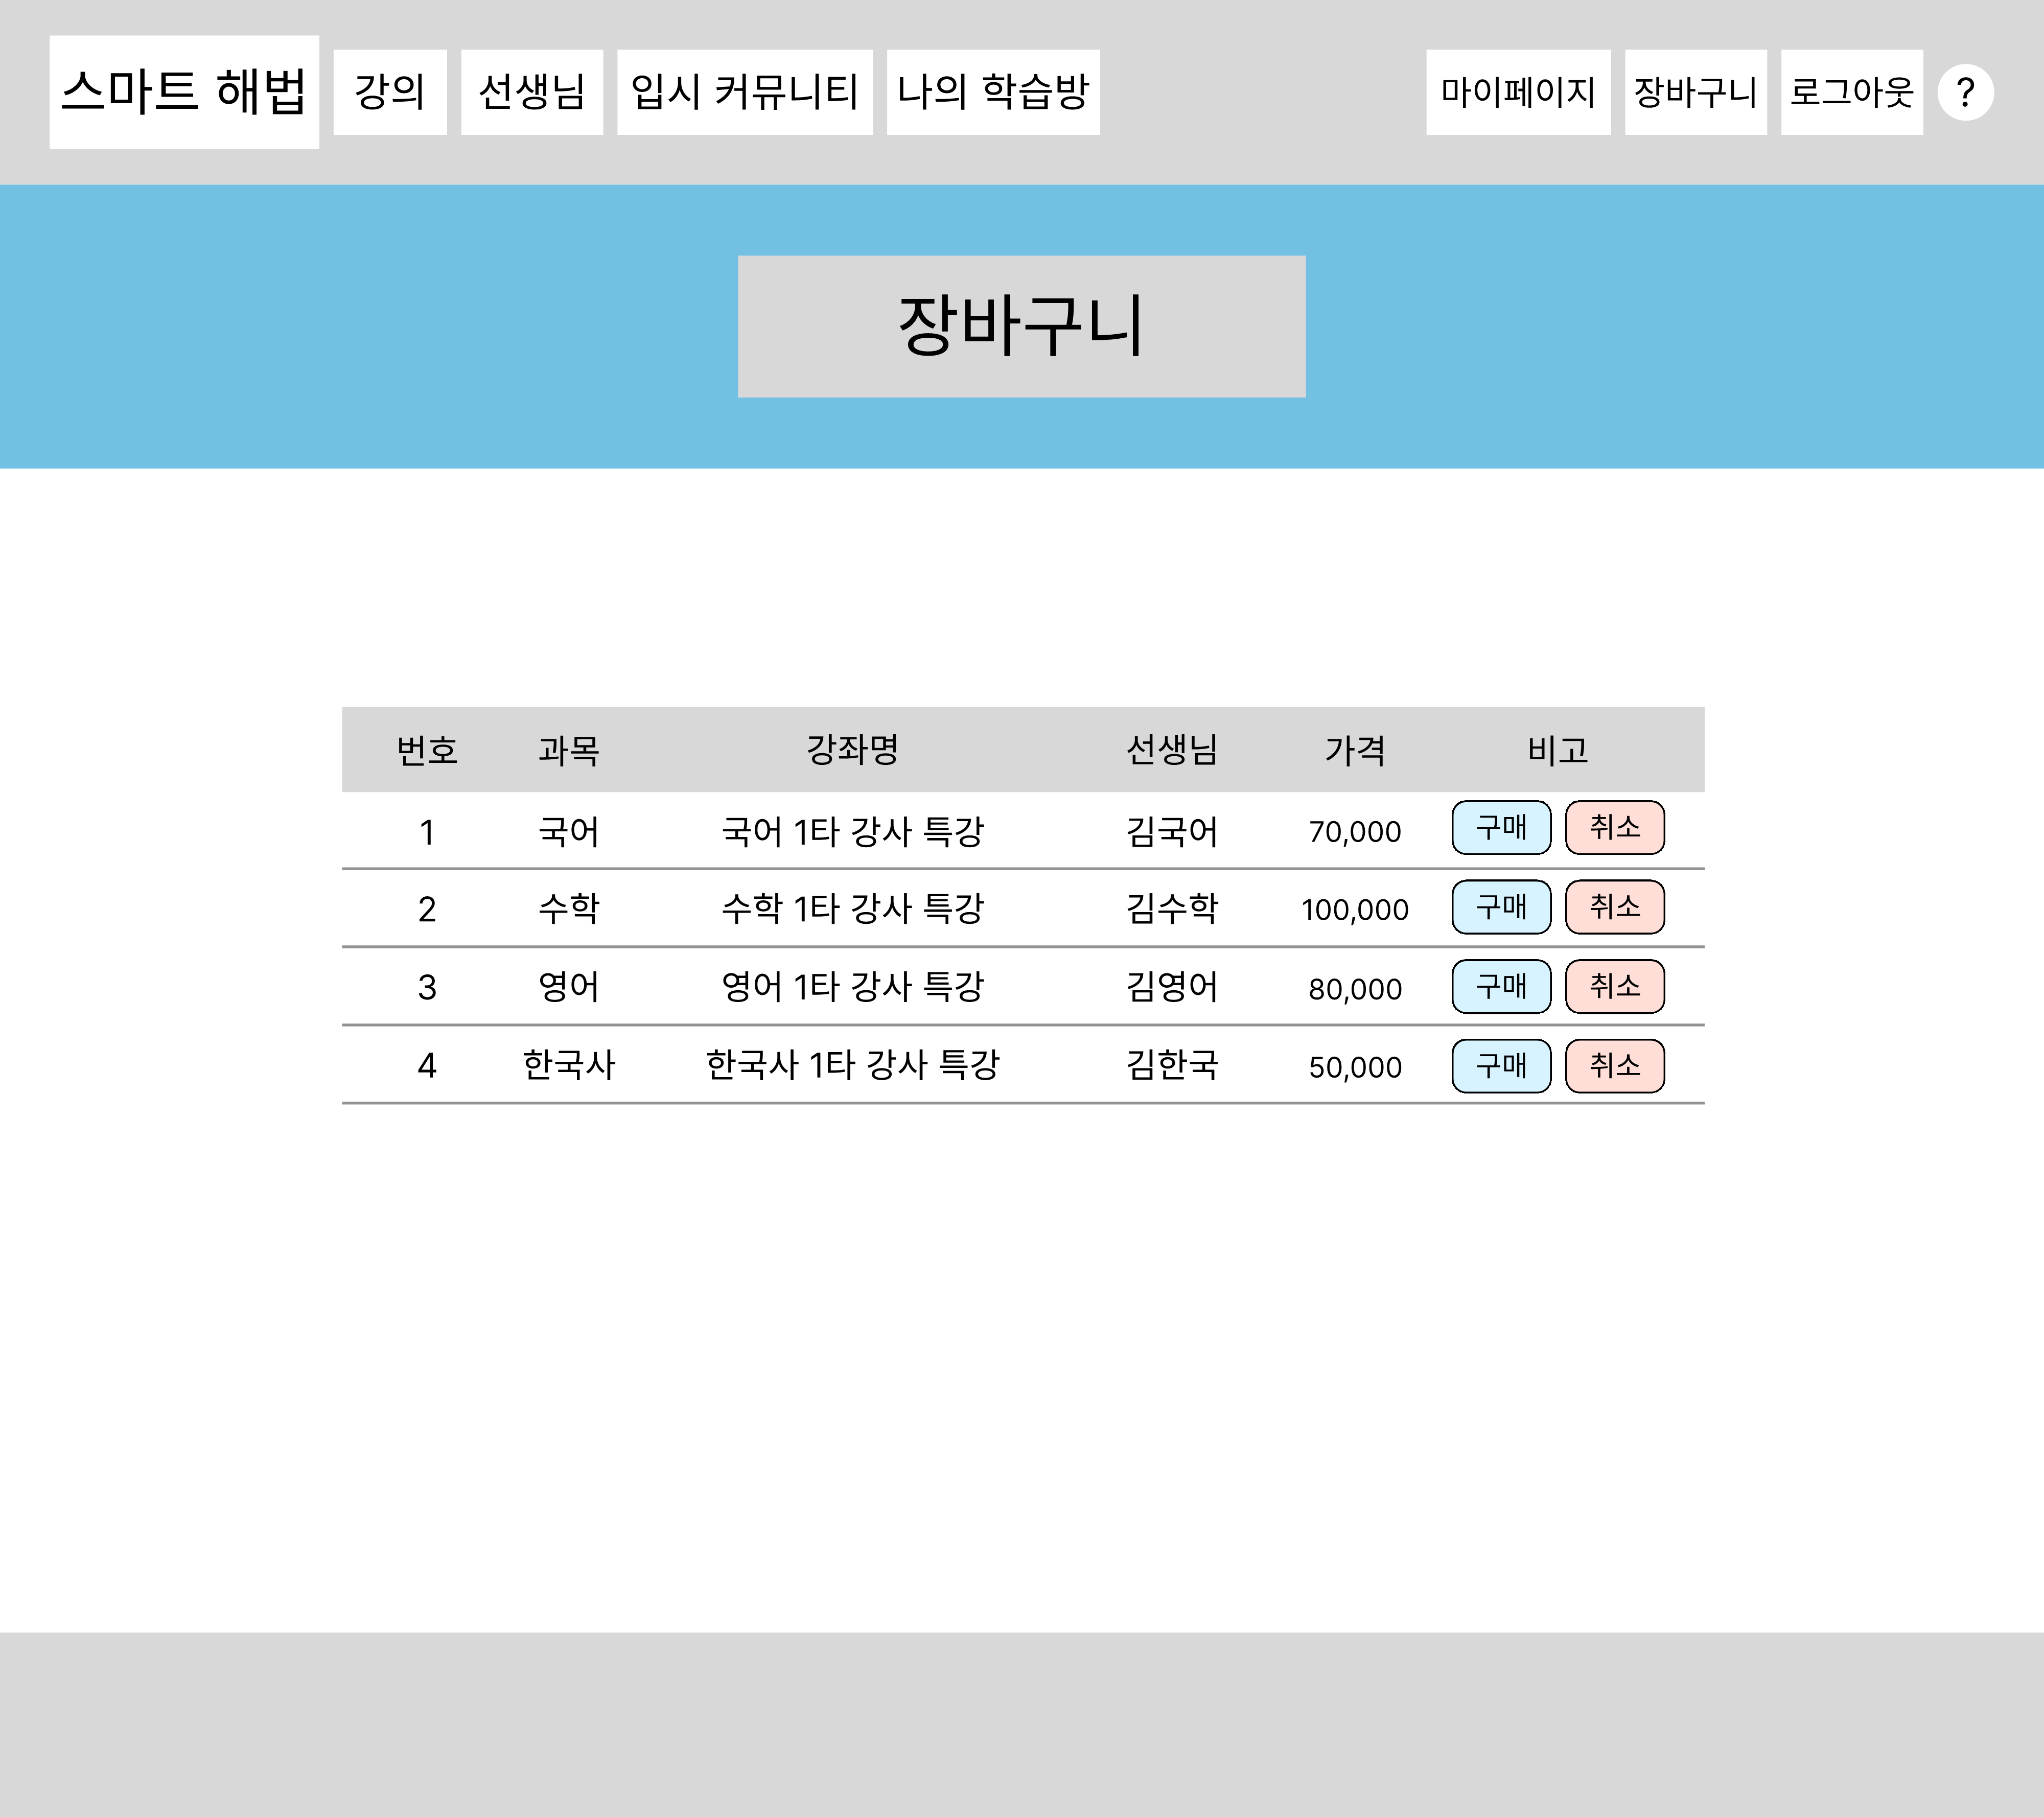 스마트 해법 강의 선생님 입시 커뮤니티 나의 학습방 마이페이지 장바구니 로그아웃 ?
장바구니
번호 과목 강좌명 선생님 가격 비고
1 국어 국어 1타 강사 특강 김국어 70,000 구매 취소
2 수학 수학 1타 강사 특강 김수학 100,000 구매 취소
3 영어 영어 1타 강사 특강 김영어 80,000 구매 취소
4 한국사 한국사 1타 강사 특강 김한국 50,000 구매 취소